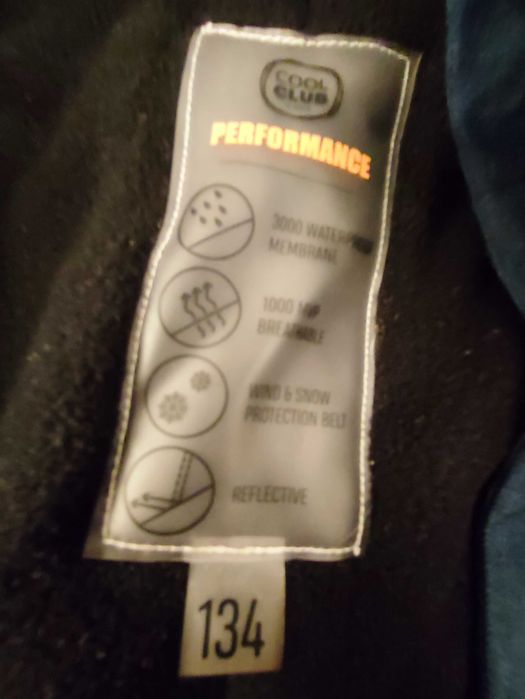 COOL
CLUB
PERFORMANCE
3000 WATERPROOF
MEMBRANE
1000 MVP
BREATHABLE
WIND & SNOW
PROTECTION BELT
REFLECTIVE
134